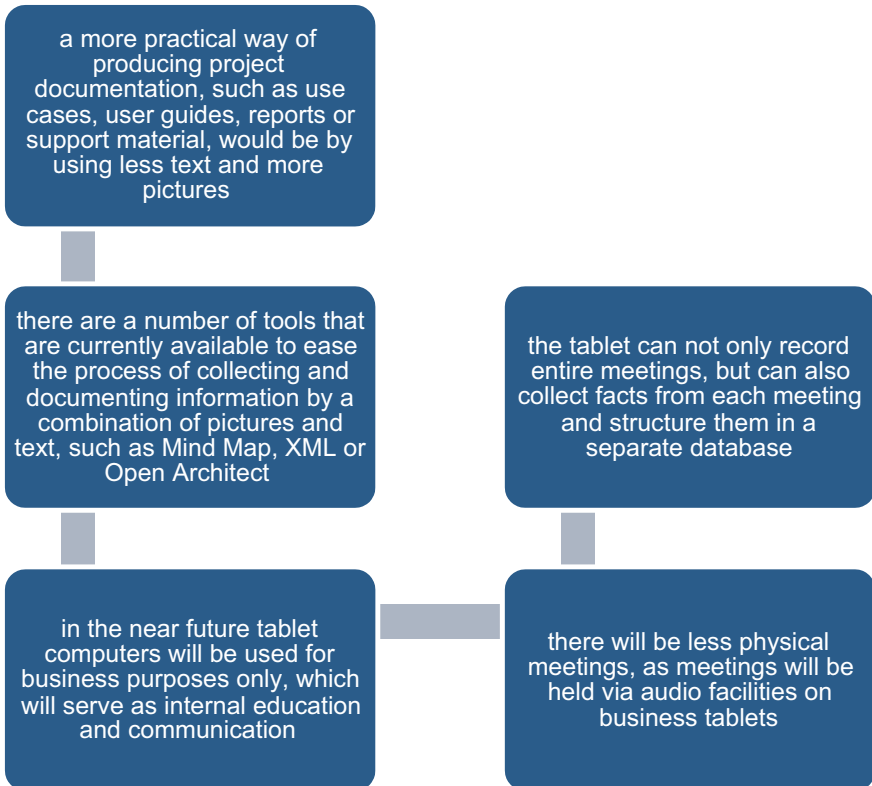 a more practical way of
producing project
documentation, such as use
cases, user guides, reports or
support material, would be by
using less text and more
pictures
there are a number of tools that
are currently available to ease
the process of collecting and
documenting information by a
combination of pictures and
text, such as Mind Map, XML or
Open Architect
in the near future tablet
computers will be used for
business purposes only, which
will serve as internal education
and communication
there will be less physical
meetings, as meetings will be
held via audio facilities on
business tablets
the tablet can not only record
entire meetings, but can also
collect facts from each meeting
and structure them in a
separate database